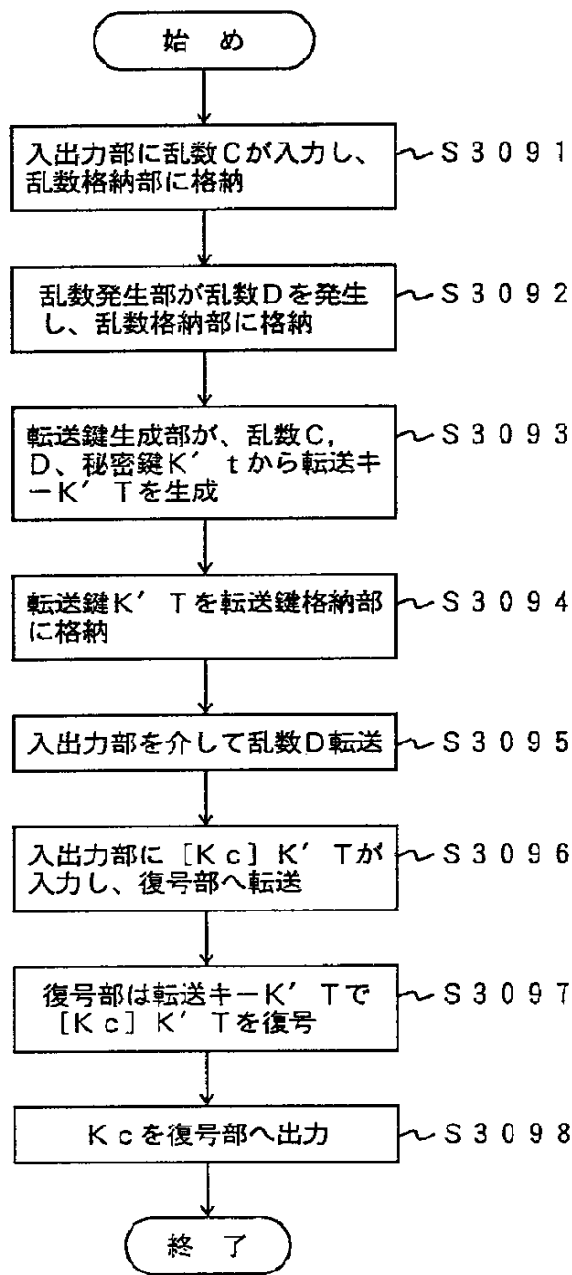 始 め
入出力部に乱数Cが入力し、
乱数格納部に格納
S3091
乱数発生部が乱数Dを発生
し、乱数格納部に格納
S3092
転送鍵生成部が、乱数C,
D、秘密鍵K′tから転送キ
ーK′Tを生成
S3093
転送鍵K′Tを転送鍵格納部
に格納
S3094
入出力部を介して乱数D転送
S3095
入出力部に[Kc]K′Tが
入力し、復号部へ転送
S3096
復号部は転送キーK′Tで
[Kc]K′Tを復号
S3097
Kcを復号部へ出力
S3098
終 了